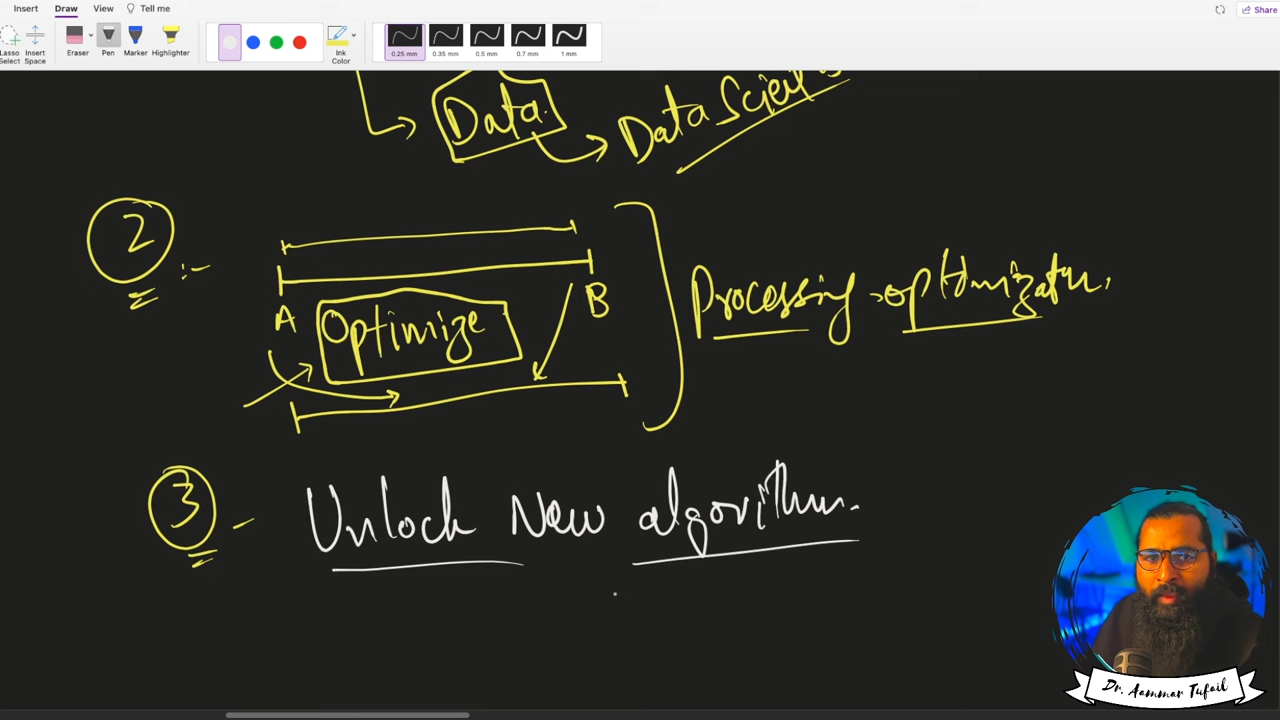 Insert Draw View Tell me
Share
Lasso Select
Insert Space
Eraser
Pen
Marker
Highlighter
Ink Color
0.25 mm
0.35 mm
0.5 mm
0.7 mm
1 mm
Data. Data
2 :-
A Optimize B
Processing optimization.
3 - Unlock New algorithm.
Dr. Aammar Tufail